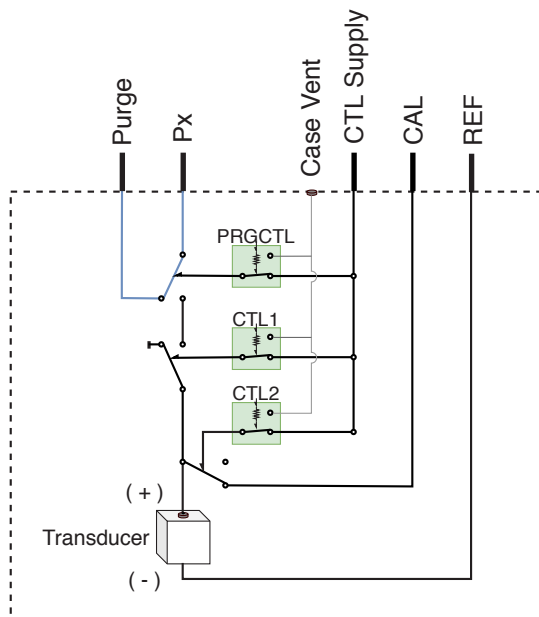 Purge
Px
Case Vent
CTL Supply
CAL
REF
PRGCTL
CTL1
CTL2
(+)
Transducer
(-)